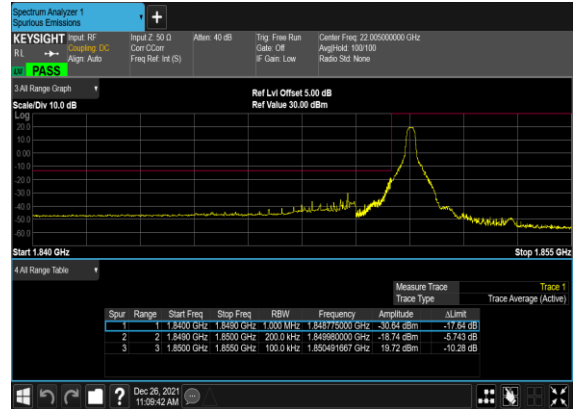 Spectrum Analyzer 1
Spurious Emissions
KEYSIGHT Input: RF Input Z: 50 Ω Atten: 40 dB Trig: Free Run Center Freq: 22.005000000 GHz
RL Coupling: DC Corr CCorr Gate: Off Avg|Hold: 100/100
Align: Auto Freq Ref: Int (S) IF Gain: Low Radio Std: None
PASS
3 All Range Graph
Ref Lvl Offset 5.00 dB
Scale/Div 10.0 dB Ref Value 30.00 dBm
Log
20.0
10.0
0.00
-10.0
-20.0
-30.0
-40.0
-50.0
-60.0
Start 1.840 GHz Stop 1.855 GHz
4 All Range Table
Measure Trace Trace 1
Trace Type Trace Average (Active)
Spur Range Start Freq Stop Freq RBW Frequency Amplitude ΔLimit
1 1 1.8400 GHz 1.8490 GHz 1.000 MHz 1.848775000 GHz -30.64 dBm -17.64 dB
2 2 1.8490 GHz 1.8500 GHz 200.0 kHz 1.849980000 GHz -18.74 dBm -5.743 dB
3 3 1.8500 GHz 1.8550 GHz 100.0 kHz 1.850491667 GHz 19.72 dBm -10.28 dB
? Dec 26, 2021
11:09:42 AM